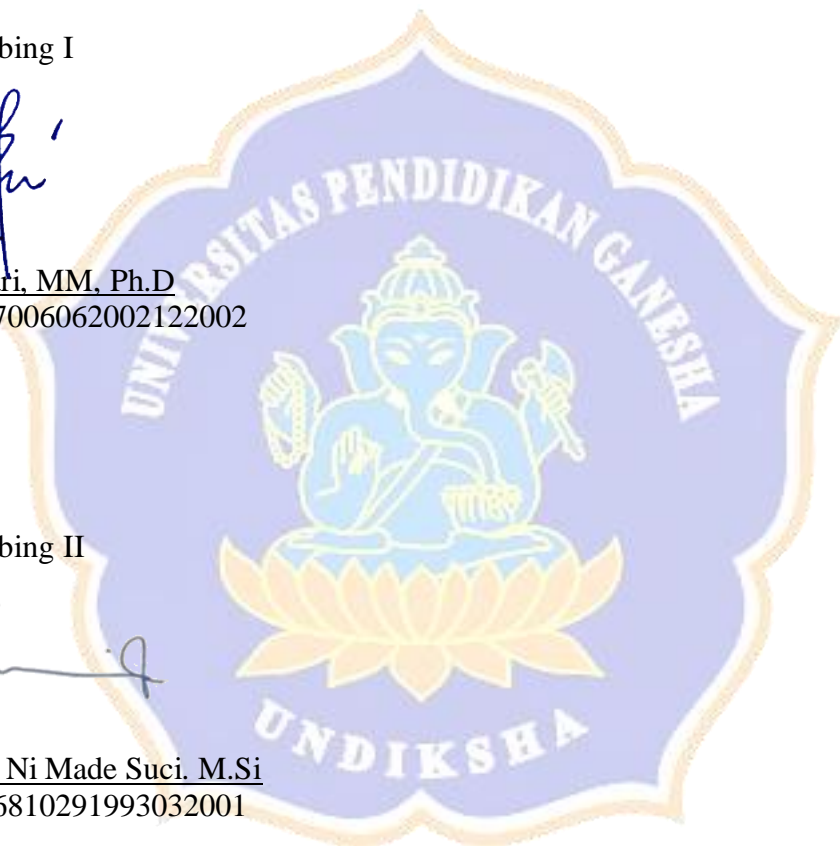 bing I
UNIVERSITAS PENDIDIKAN GANESHA
ri, MM, Ph.D
7006062002122002
bing II
Ni Made Suci. M.Si
6810291993032001
UNDIKSHA